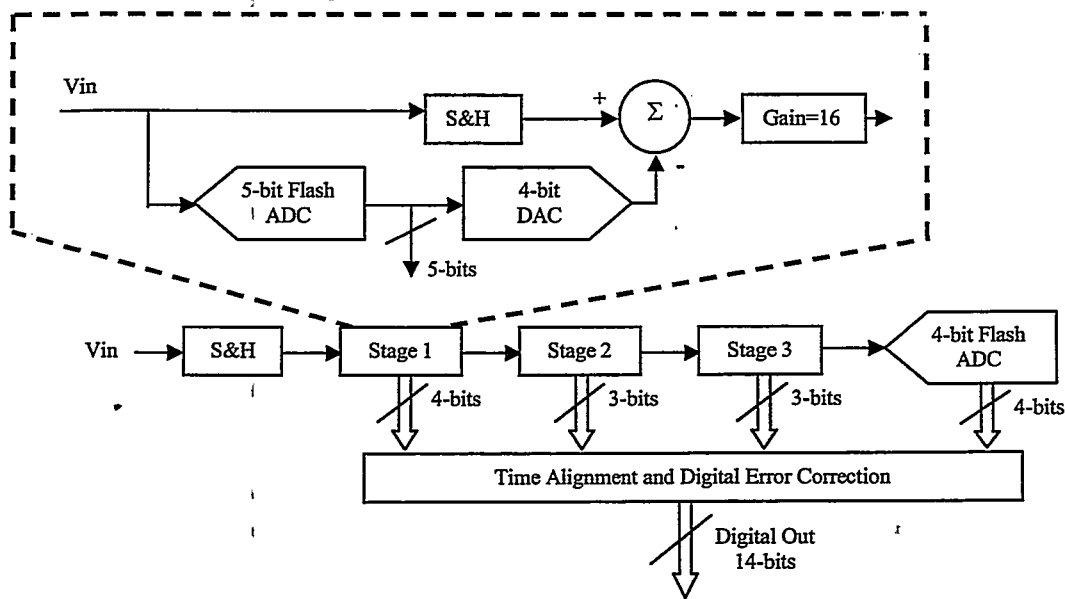 Vin
S&H
+
Σ
Gain=16
-
5-bit Flash
ADC
4-bit
DAC
5-bits
Vin
S&H
Stage 1
Stage 2
Stage 3
4-bit Flash
ADC
4-bits
3-bits
3-bits
4-bits
Time Alignment and Digital Error Correction
Digital Out
14-bits